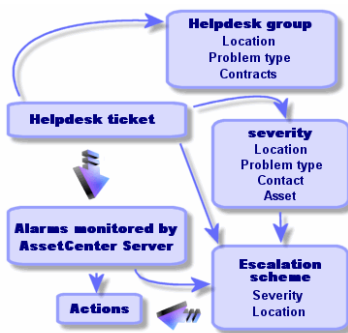 Helpdesk group
Location
Problem type
Contracts
Helpdesk ticket
severity
Location
Problem type
Contact
Asset
Alarms monitored by
AssetCenter Server
Escalation
scheme
Severity
Location
Actions